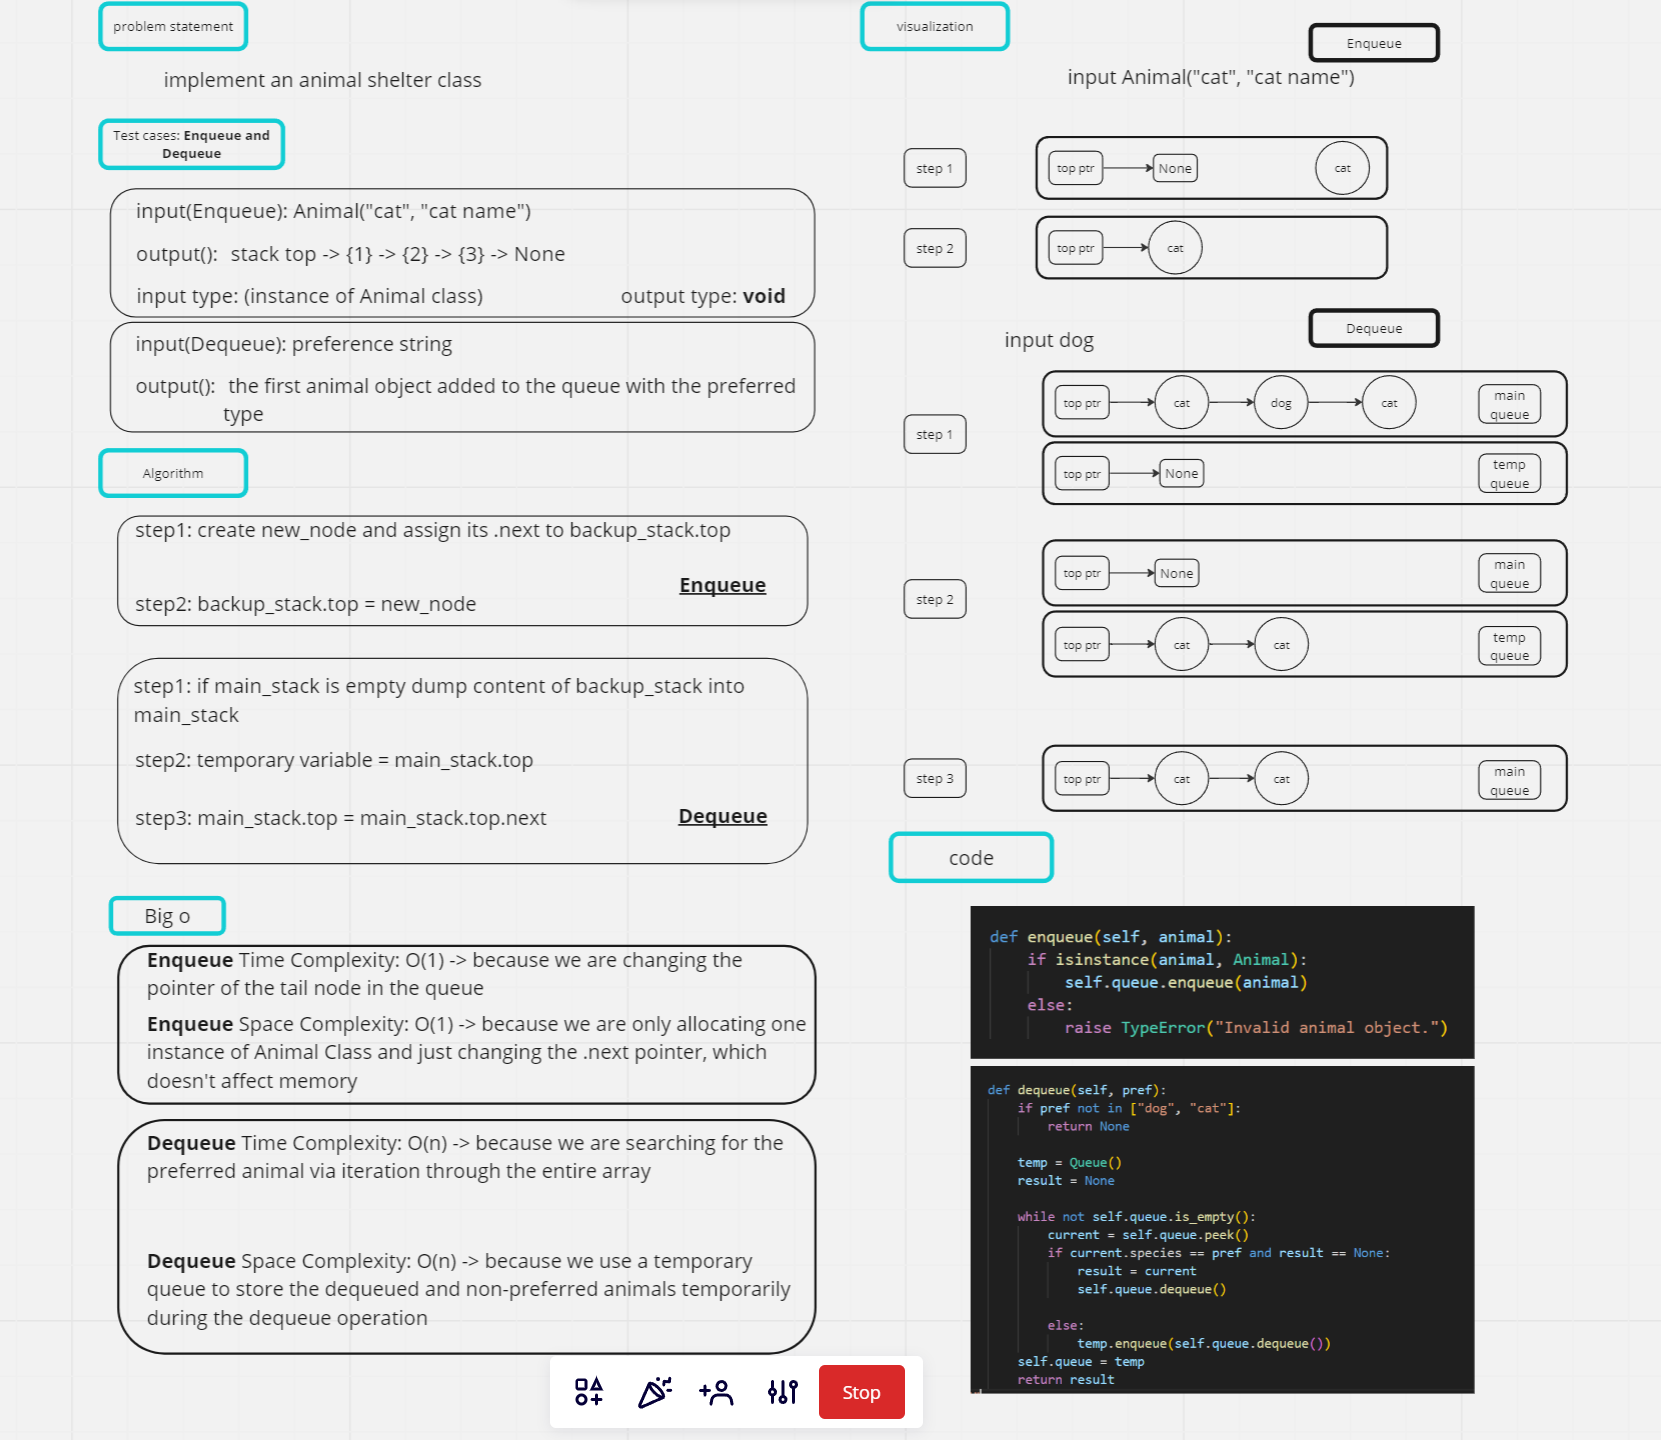 problem statement
implement an animal shelter class
Test cases: Enqueue and
Dequeue
input(Enqueue): Animal("cat", "cat name")
output(): stack top -> {1} -> {2} -> {3} -> None
input type: (instance of Animal class) output type: void
input(Dequeue): preference string
output(): the first animal object added to the queue with the preferred
type
Algorithm
step1: create new_node and assign its .next to backup_stack.top
Enqueue
step2: backup_stack.top = new_node
step1: if main_stack is empty dump content of backup_stack into
main_stack
step2: temporary variable = main_stack.top
step3: main_stack.top = main_stack.top.next
Dequeue
Big o
Enqueue Time Complexity: O(1) -> because we are changing the
pointer of the tail node in the queue
Enqueue Space Complexity: O(1) -> because we are only allocating one
instance of Animal Class and just changing the .next pointer, which
doesn't affect memory
Dequeue Time Complexity: O(n) -> because we are searching for the
preferred animal via iteration through the entire array
Dequeue Space Complexity: O(n) -> because we use a temporary
queue to store the dequeued and non-preferred animals temporarily
during the dequeue operation
visualization
Enqueue
input Animal("cat", "cat name")
step 1
top ptr None cat
step 2
top ptr cat
Dequeue
input dog
step 1
top ptr cat dog cat
main
queue
top ptr None
temp
queue
step 2
top ptr None
main
queue
top ptr cat cat
temp
queue
step 3
top ptr cat cat
main
queue
code
def enqueue(self, animal):
if isinstance(animal, Animal):
self.queue.enqueue(animal)
else:
raise TypeError("Invalid animal object.")
def dequeue(self, pref):
if pref not in ["dog", "cat"]:
return None
temp = Queue()
result = None
while not self.queue.is_empty():
current = self.queue.peek()
if current.species == pref and result == None:
result = current
self.queue.dequeue()
else:
temp.enqueue(self.queue.dequeue())
self.queue = temp
return result
Stop